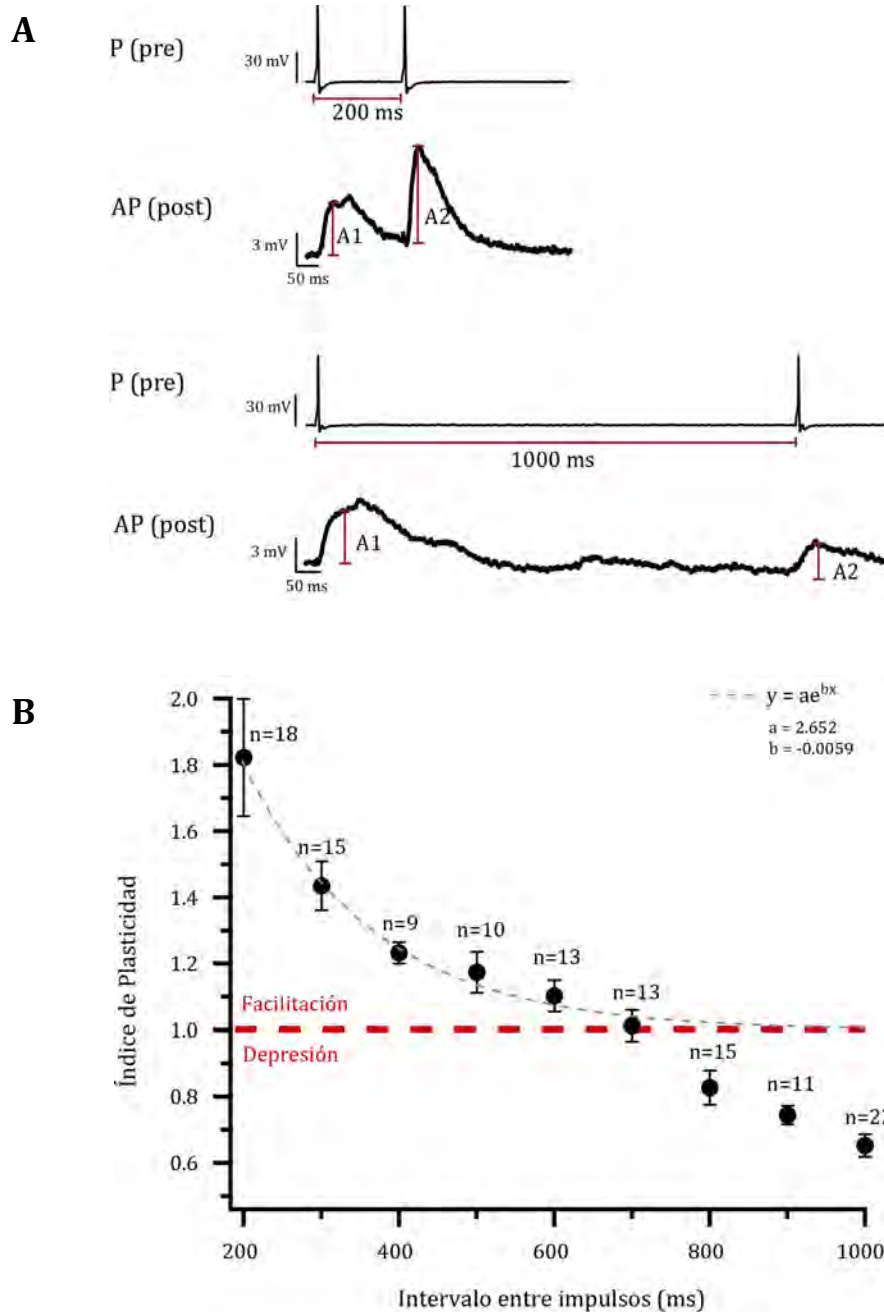 A
P (pre)
30 mV
200 ms
AP (post)
A1
A2
3 mV
50 ms
P (pre)
30 mV
1000 ms
AP (post)
A1
A2
3 mV
50 ms
B
y = ae^bx
a = 2.652
b = -0.0059
2.0
1.8
1.6
1.4
1.2
1.0
0.8
0.6
n=18
n=15
n=9
n=10
n=13
n=13
n=15
n=11
Facilitación
Depresión
Índice de Plasticidad
200
400
600
800
1000
Intervalo entre impulsos (ms)